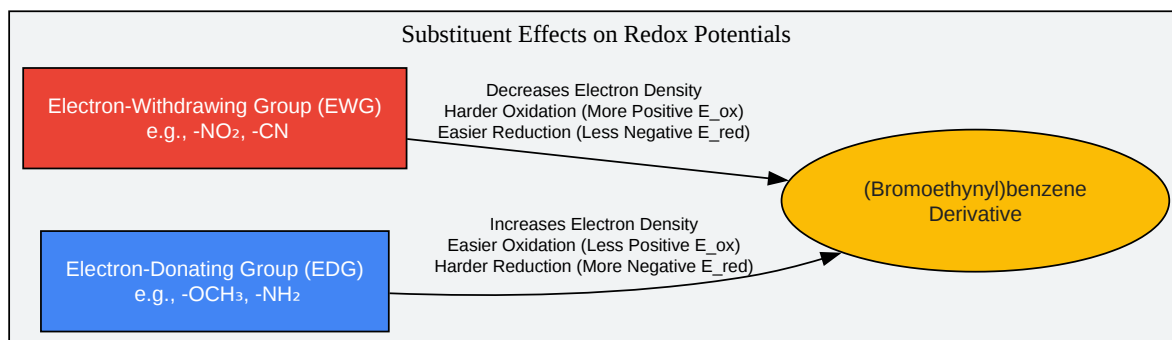 Substituent Effects on Redox Potentials
Electron-Withdrawing Group (EWG)
e.g., -NO₂, -CN
Decreases Electron Density
Harder Oxidation (More Positive E_ox)
Easier Reduction (Less Negative E_red)
(Bromoethynyl)benzene
Derivative
Increases Electron Density
Easier Oxidation (Less Positive E_ox)
Harder Reduction (More Negative E_red)
Electron-Donating Group (EDG)
e.g., -OCH₃, -NH₂